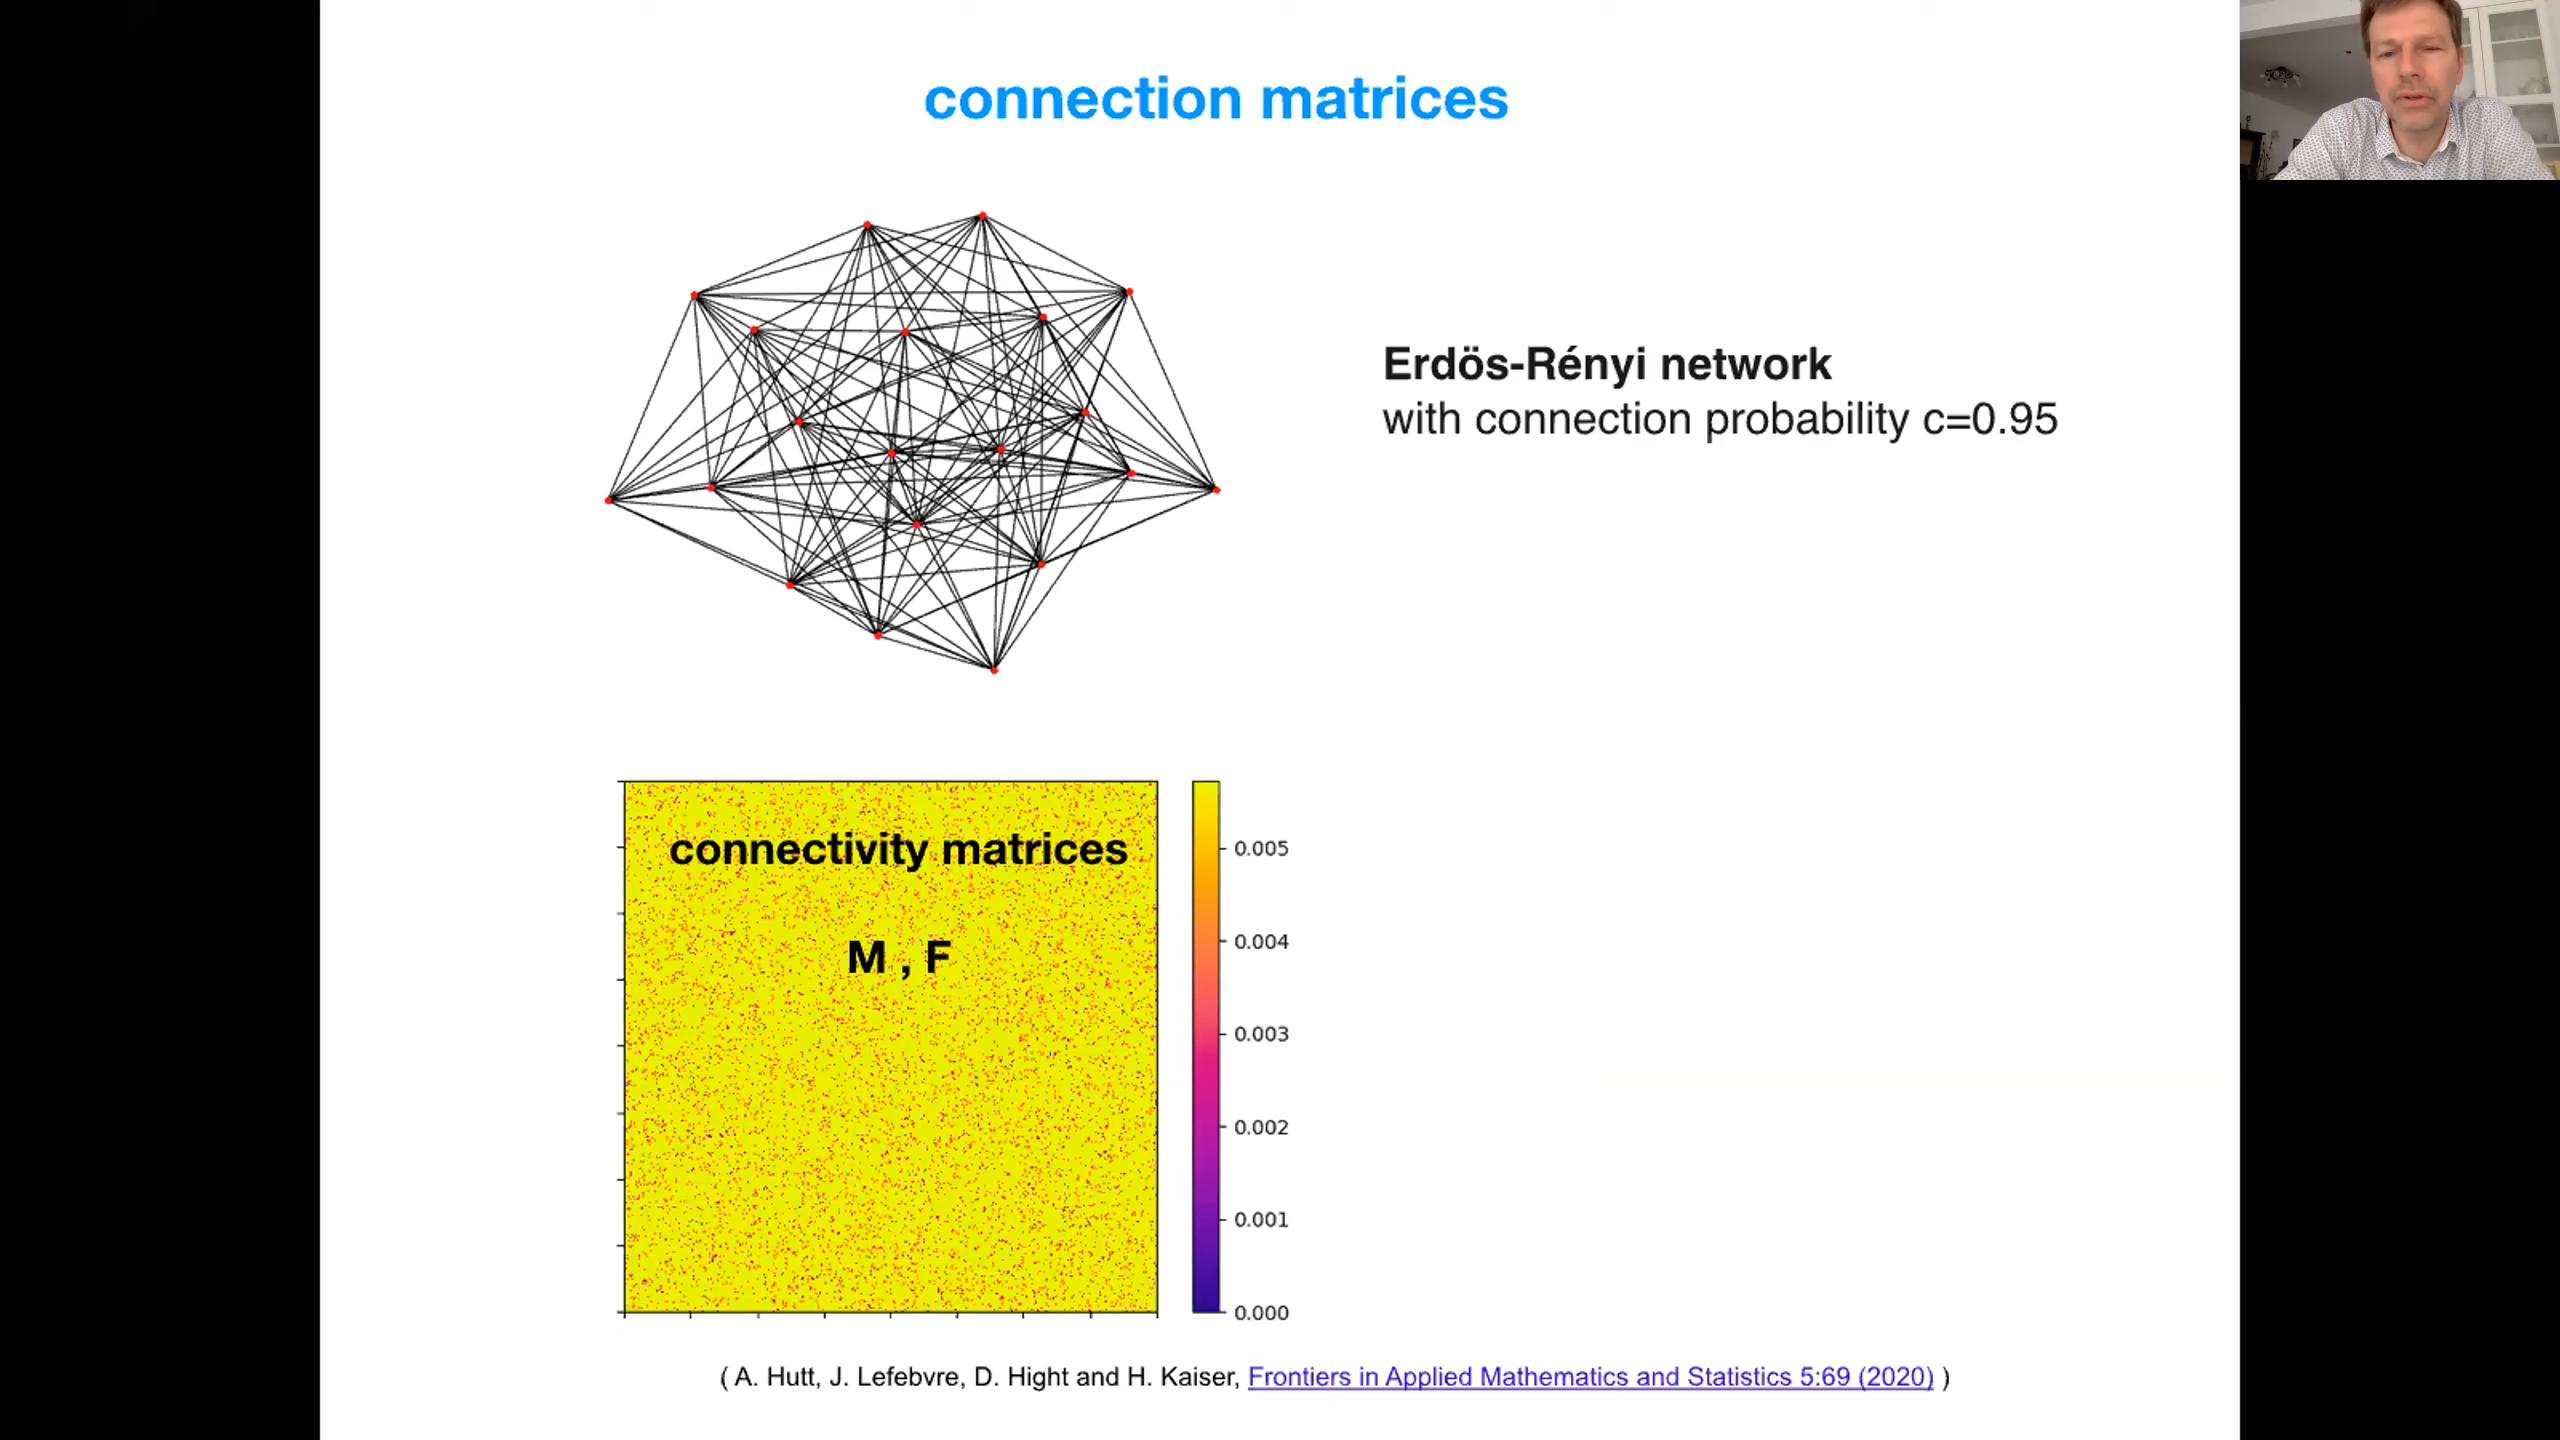 connection matrices
Erdös-Rényi network
with connection probability c=0.95
connectivity matrices
M , F
0.005
0.004
0.003
0.002
0.001
0.000
( A. Hutt, J. Lefebvre, D. Hight and H. Kaiser, Frontiers in Applied Mathematics and Statistics 5:69 (2020) )